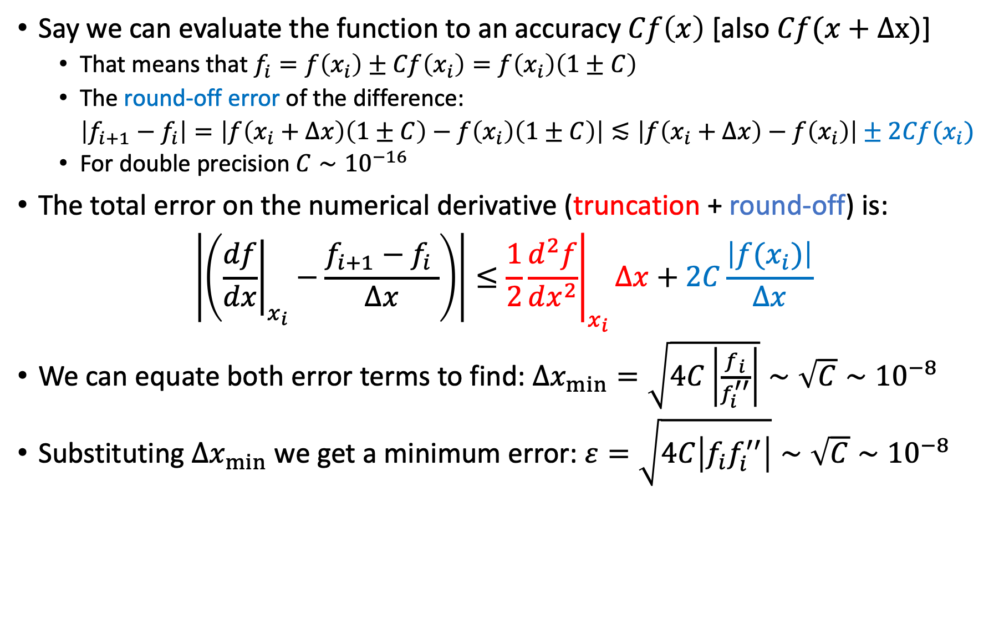 • Say we can evaluate the function to an accuracy $Cf(x)$ [also $Cf(x + \Delta \mathrm{x})$]
• That means that $f_i = f(x_i) \pm Cf(x_i) = f(x_i)(1 \pm C)$
• The round-off error of the difference:
$|f_{i+1} - f_i| = |f(x_i + \Delta x)(1 \pm C) - f(x_i)(1 \pm C)| \lessapprox |f(x_i + \Delta x) - f(x_i)| \pm 2Cf(x_i)$
• For double precision $C \sim 10^{-16}$
• The total error on the numerical derivative (truncation + round-off) is:
$\left|\left(\left.\frac{df}{dx}\right|_{x_i} - \frac{f_{i+1} - f_i}{\Delta x}\right)\right| \leq \left.\frac{1}{2}\frac{d^2f}{dx^2}\right|_{x_i} \Delta x + 2C\frac{|f(x_i)|}{\Delta x}$
• We can equate both error terms to find: $\Delta x_{\min} = \sqrt{4C\left|\frac{f_i}{f_i''}\right|} \sim \sqrt{C} \sim 10^{-8}$
• Substituting $\Delta x_{\min}$ we get a minimum error: $\varepsilon = \sqrt{4C|f_i f_i''|} \sim \sqrt{C} \sim 10^{-8}$